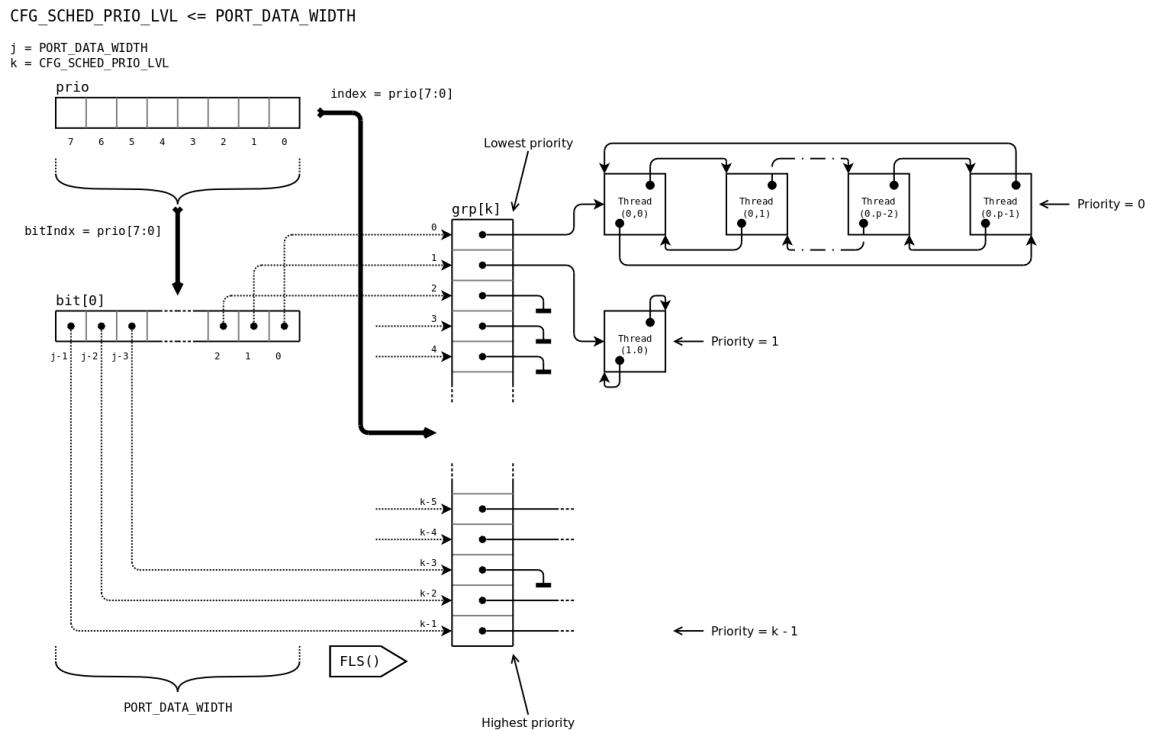 CFG_SCHED_PRIO_LVL <= PORT_DATA_WIDTH
j = PORT_DATA_WIDTH
k = CFG_SCHED_PRIO_LVL
prio
index = prio[7:0]
7 6 5 4 3 2 1 0
Lowest priority
bitIndx = prio[7:0]
grp[k]
0
1
2
3
4
Thread
(0,0)
Thread
(0,1)
Thread
(0.p-2)
Thread
(0.p-1)
Priority = 0
bit[0]
j-1 j-2 j-3 2 1 0
Thread
(1.0)
Priority = 1
k-5
k-4
k-3
k-2
k-1
Priority = k - 1
FLS()
PORT_DATA_WIDTH
Highest priority